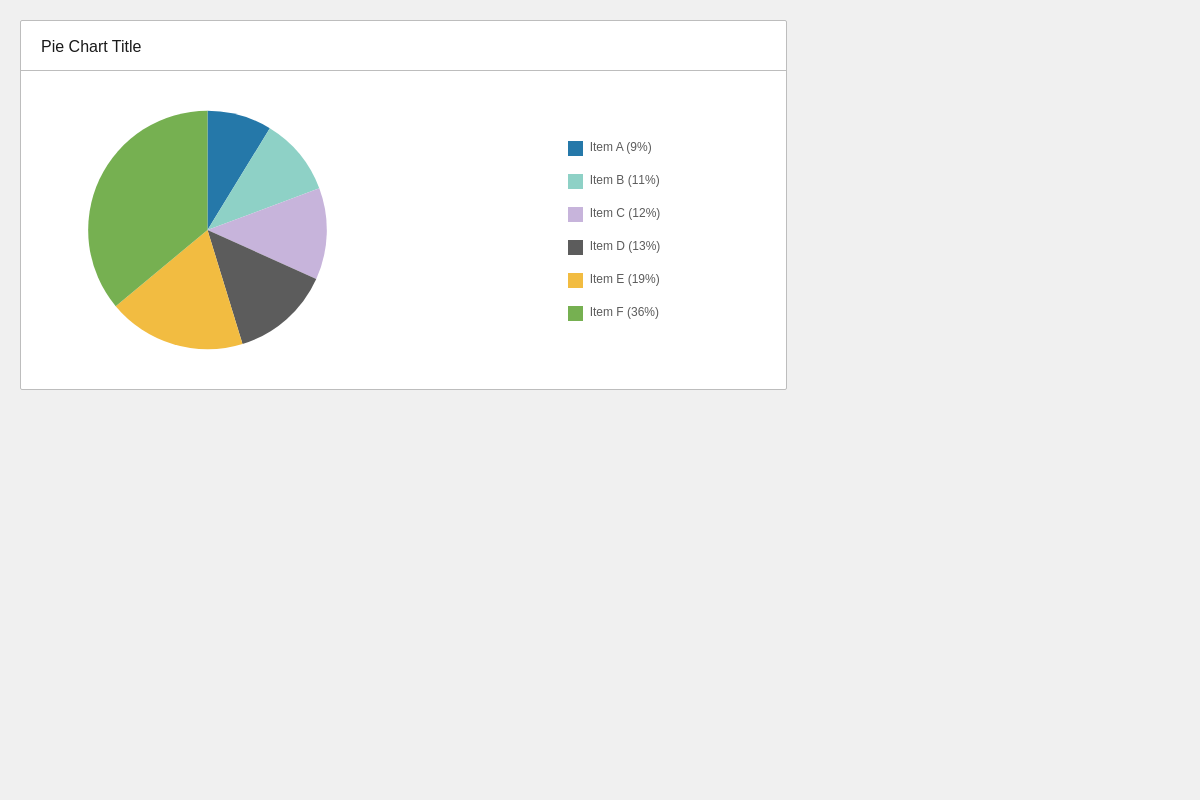 Pie Chart Title
Item A (9%)
Item B (11%)
Item C (12%)
Item D (13%)
Item E (19%)
Item F (36%)